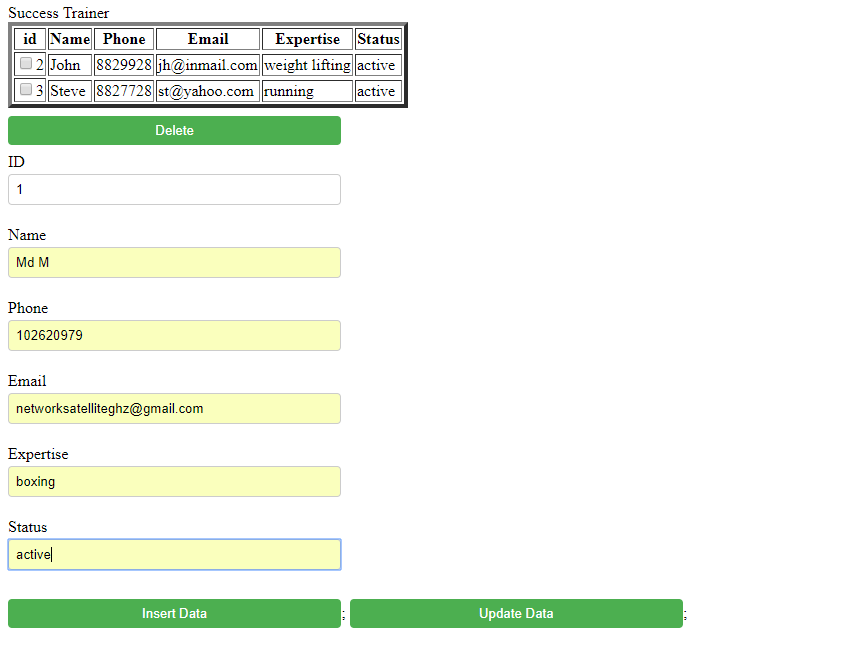 Success Trainer
id Name Phone Email Expertise Status
2 John 8829928 jh@inmail.com weight lifting active
3 Steve 8827728 st@yahoo.com running active
Delete
ID
1
Name
Md M
Phone
102620979
Email
networksatelliteghz@gmail.com
Expertise
boxing
Status
active
Insert Data ; Update Data ;